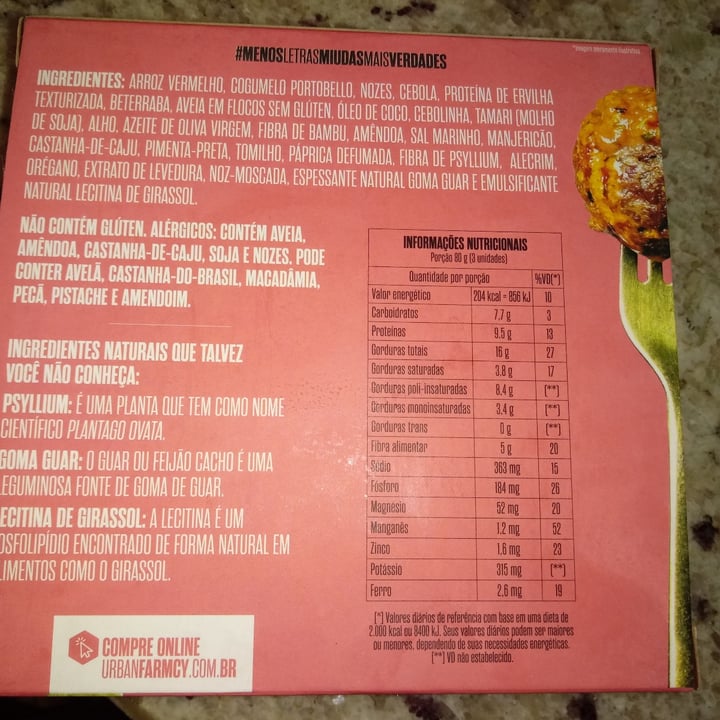 #MENOSLETRASMIUDASMAISVERDADES
*Imagem meramente ilustrativa
INGREDIENTES: ARROZ VERMELHO, COGUMELO PORTOBELLO, NOZES, CEBOLA, PROTEÍNA DE ERVILHA
TEXTURIZADA, BETERRABA, AVEIA EM FLOCOS SEM GLÚTEN, ÓLEO DE COCO, CEBOLINHA, TAMARI (MOLHO
DE SOJA), ALHO, AZEITE DE OLIVA VIRGEM, FIBRA DE BAMBU, AMÊNDOA, SAL MARINHO, MANJERICÃO,
CASTANHA-DE-CAJU, PIMENTA-PRETA, TOMILHO, PÁPRICA DEFUMADA, FIBRA DE PSYLLIUM, ALECRIM,
ORÉGANO, EXTRATO DE LEVEDURA, NOZ-MOSCADA, ESPESSANTE NATURAL GOMA GUAR E EMULSIFICANTE
NATURAL LECITINA DE GIRASSOL.
NÃO CONTÉM GLÚTEN. ALÉRGICOS: CONTÉM AVEIA,
AMÊNDOA, CASTANHA-DE-CAJU, SOJA E NOZES. PODE
CONTER AVELÃ, CASTANHA-DO-BRASIL, MACADÂMIA,
PECÃ, PISTACHE E AMENDOIM.
INGREDIENTES NATURAIS QUE TALVEZ
VOCÊ NÃO CONHEÇA:
PSYLLIUM: É UMA PLANTA QUE TEM COMO NOME
CIENTÍFICO PLANTAGO OVATA.
GOMA GUAR: O GUAR OU FEIJÃO CACHO É UMA
LEGUMINOSA FONTE DE GOMA DE GUAR.
ECITINA DE GIRASSOL: A LECITINA É UM
OSFOLIPÍDIO ENCONTRADO DE FORMA NATURAL EM
LIMENTOS COMO O GIRASSOL.
COMPRE ONLINE
URBANFARMCY.COM.BR
INFORMAÇÕES NUTRICIONAIS
Porção 80 g (3 unidades)
Quantidade por porção %VD(*)
Valor energético 204 kcal = 856 kJ 10
Carboidratos 7,7 g 3
Proteínas 9,5 g 13
Gorduras totais 16 g 27
Gorduras saturadas 3,8 g 17
Gorduras poli-insaturadas 8,4 g (**)
Gorduras monoinsaturadas 3,4 g (**)
Gorduras trans 0 g (**)
Fibra alimentar 5 g 20
Sódio 363 mg 15
Fósforo 184 mg 26
Magnésio 52 mg 20
Manganês 1,2 mg 52
Zinco 1,6 mg 23
Potássio 315 mg (**)
Ferro 2,6 mg 19
(*) Valores diários de referência com base em uma dieta de
2.000 kcal ou 8400 kJ. Seus valores diários podem ser maiores
ou menores, dependendo de suas necessidades energéticas.
(**) VD não estabelecido.